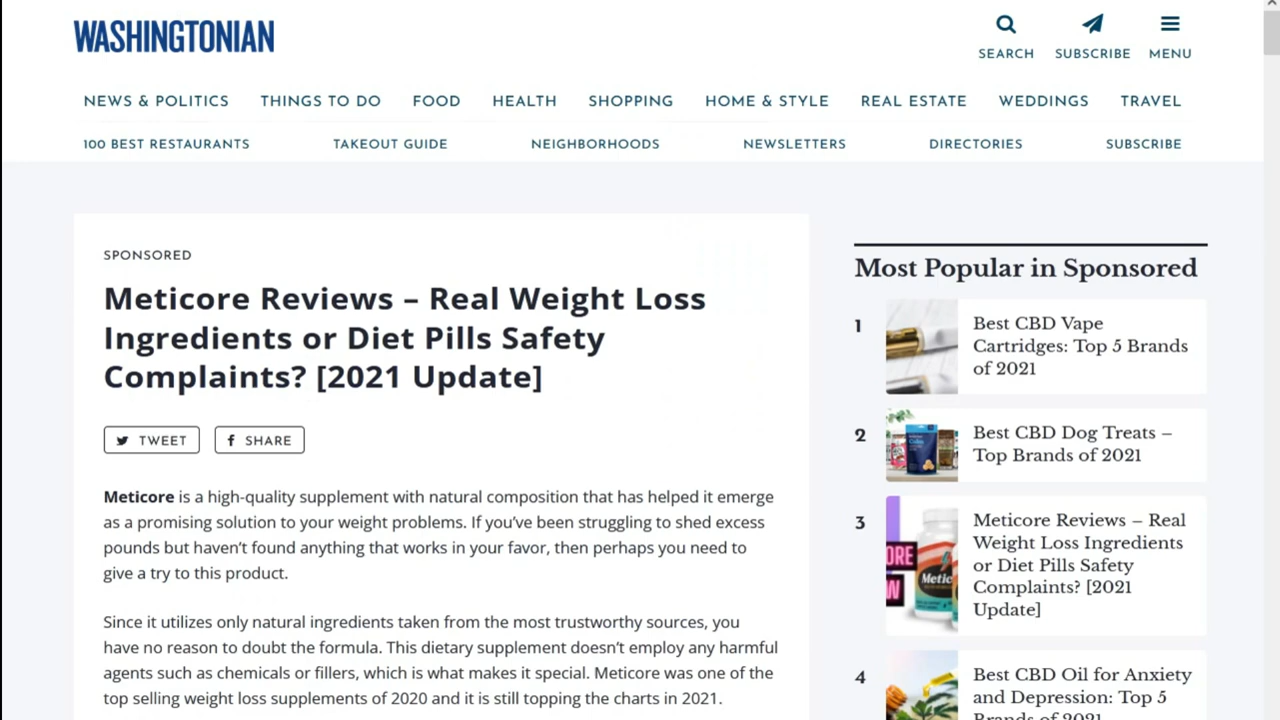 WASHINGTONIAN
SEARCH SUBSCRIBE MENU
NEWS & POLITICS THINGS TO DO FOOD HEALTH SHOPPING HOME & STYLE REAL ESTATE WEDDINGS TRAVEL
100 BEST RESTAURANTS TAKEOUT GUIDE NEIGHBORHOODS NEWSLETTERS DIRECTORIES SUBSCRIBE
SPONSORED
Meticore Reviews – Real Weight Loss
Ingredients or Diet Pills Safety
Complaints? [2021 Update]
TWEET SHARE
Meticore is a high-quality supplement with natural composition that has helped it emerge
as a promising solution to your weight problems. If you've been struggling to shed excess
pounds but haven't found anything that works in your favor, then perhaps you need to
give a try to this product.
Since it utilizes only natural ingredients taken from the most trustworthy sources, you
have no reason to doubt the formula. This dietary supplement doesn't employ any harmful
agents such as chemicals or fillers, which is what makes it special. Meticore was one of the
top selling weight loss supplements of 2020 and it is still topping the charts in 2021.
Most Popular in Sponsored
1
Best CBD Vape
Cartridges: Top 5 Brands
of 2021
2
Best CBD Dog Treats –
Top Brands of 2021
3
Meticore Reviews – Real
Weight Loss Ingredients
or Diet Pills Safety
Complaints? [2021
Update]
4
Best CBD Oil for Anxiety
and Depression: Top 5
Brands of 2021